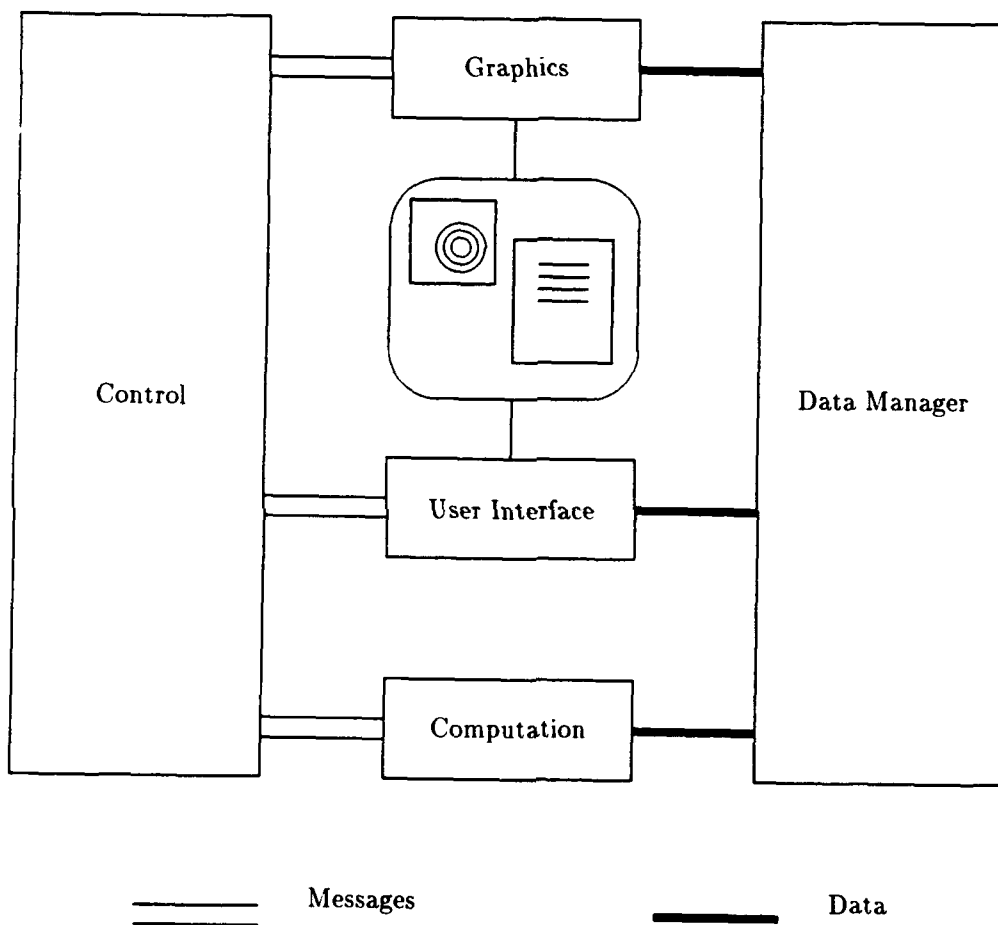 Graphics
Control
Data Manager
User Interface
Computation
Messages
Data